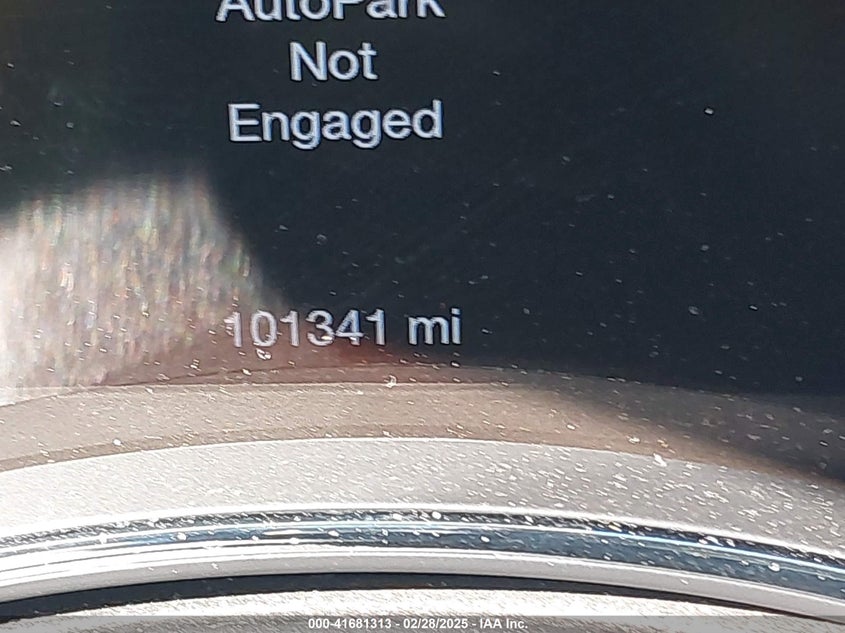 AutoPark
Not
Engaged
101341 mi
000-41681313 - 02/28/2025 - IAA Inc.